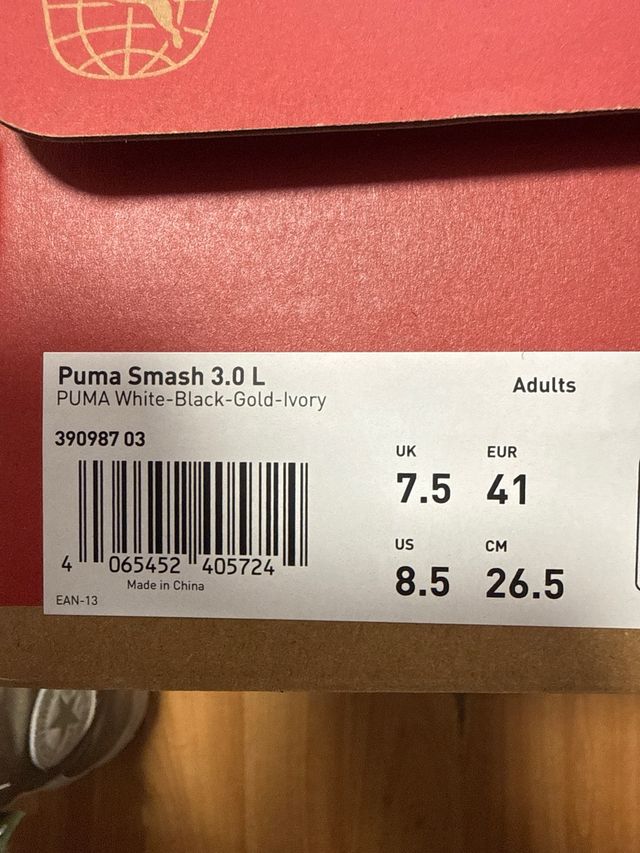 Puma Smash 3.0 L
PUMA White-Black-Gold-Ivory
Adults
390987 03
UK EUR
7.5 41
US CM
8.5 26.5
4 065452 405724
Made in China
EAN-13